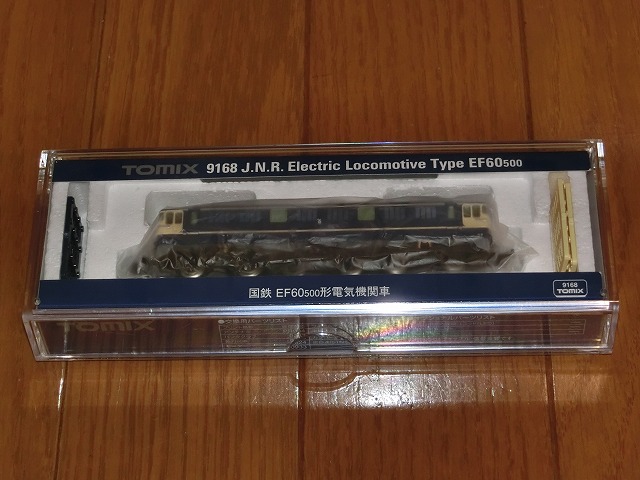 TOMIX 9168 J.N.R. Electric Locomotive Type EF60500
国鉄 EF60500形電気機関車
9168
TOMIX
TOMIX